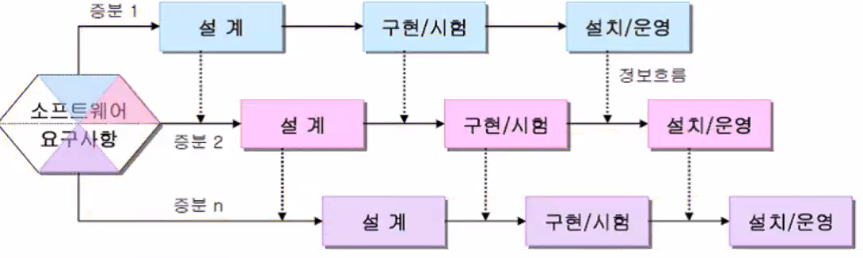 증분 1
설 계
구현/시험
설치/운영
정보흐름
소프트웨어
요구사항
증분 2
설 계
구현/시험
설치/운영
증분 n
설 계
구현/시험
설치/운영